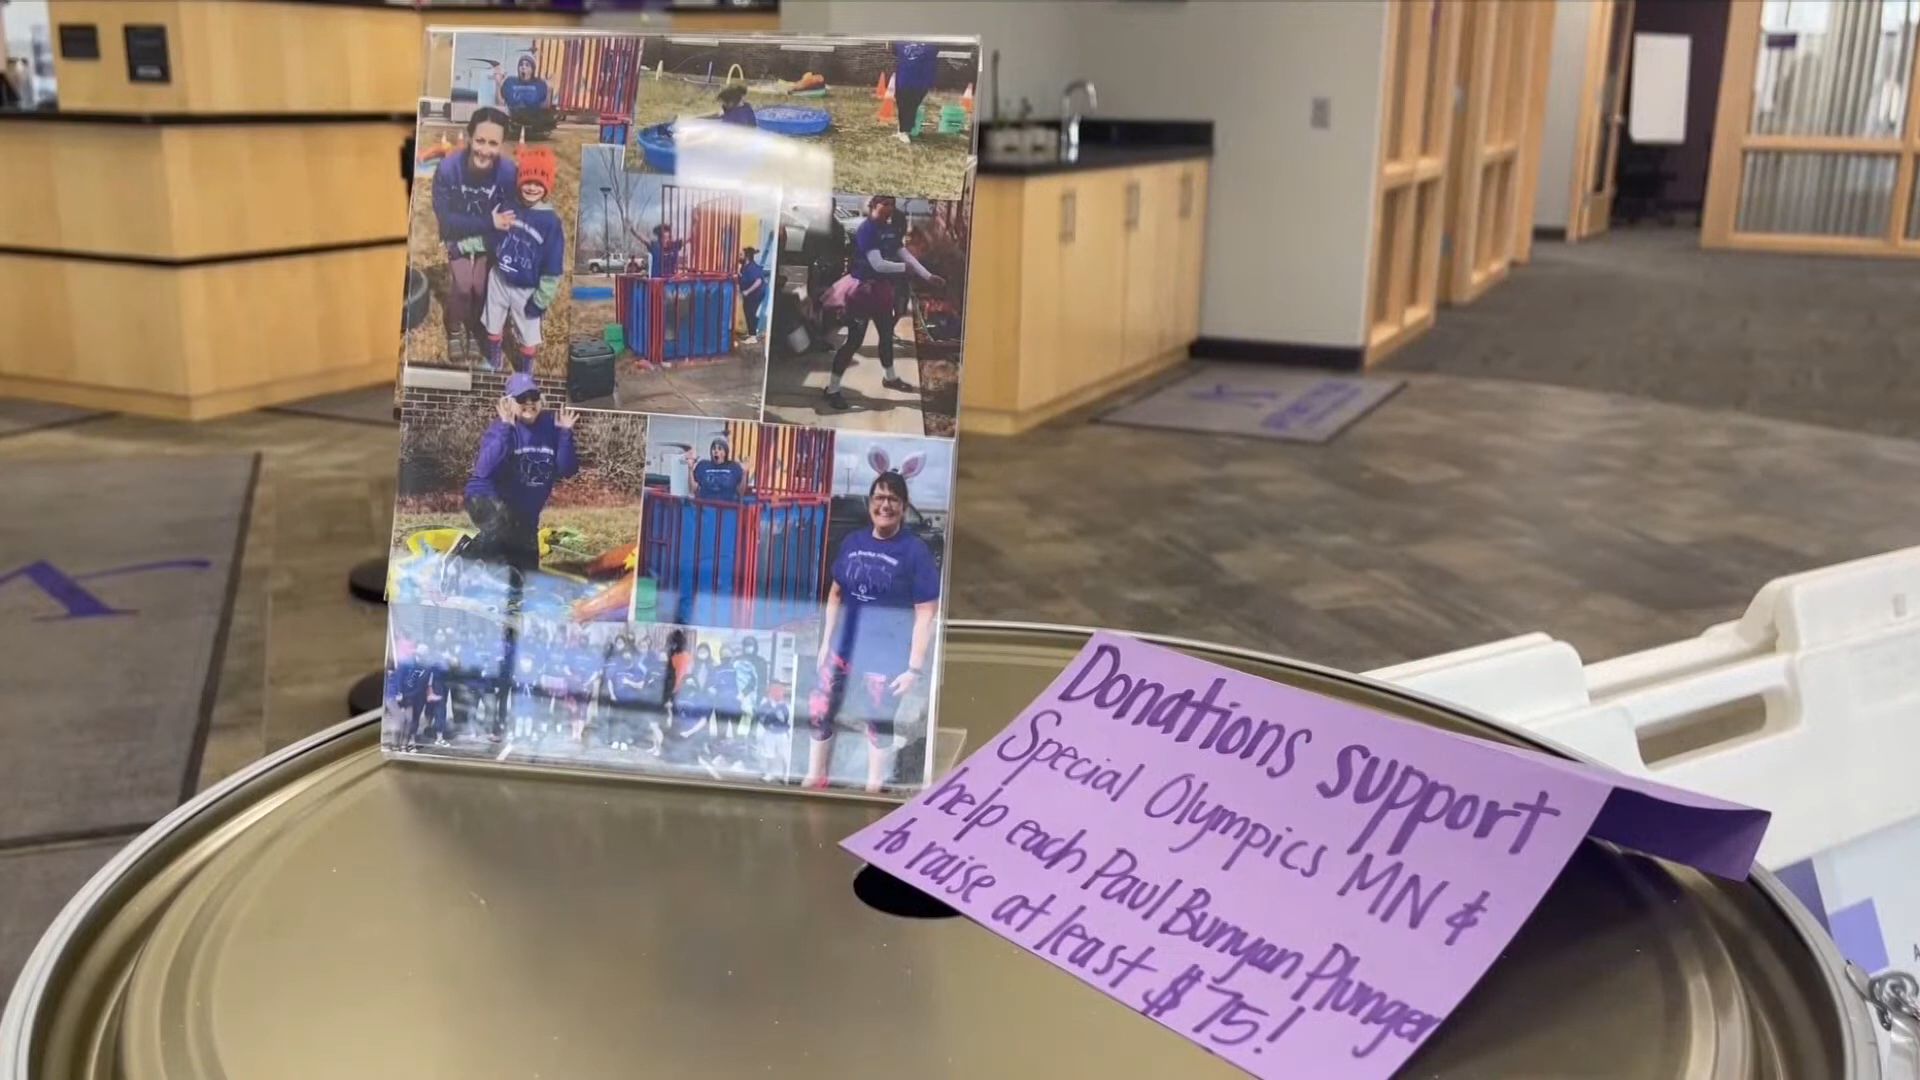 Donations support
Special Olympics MN &
help each Paul Bunyan Plunger
to raise at least $75!